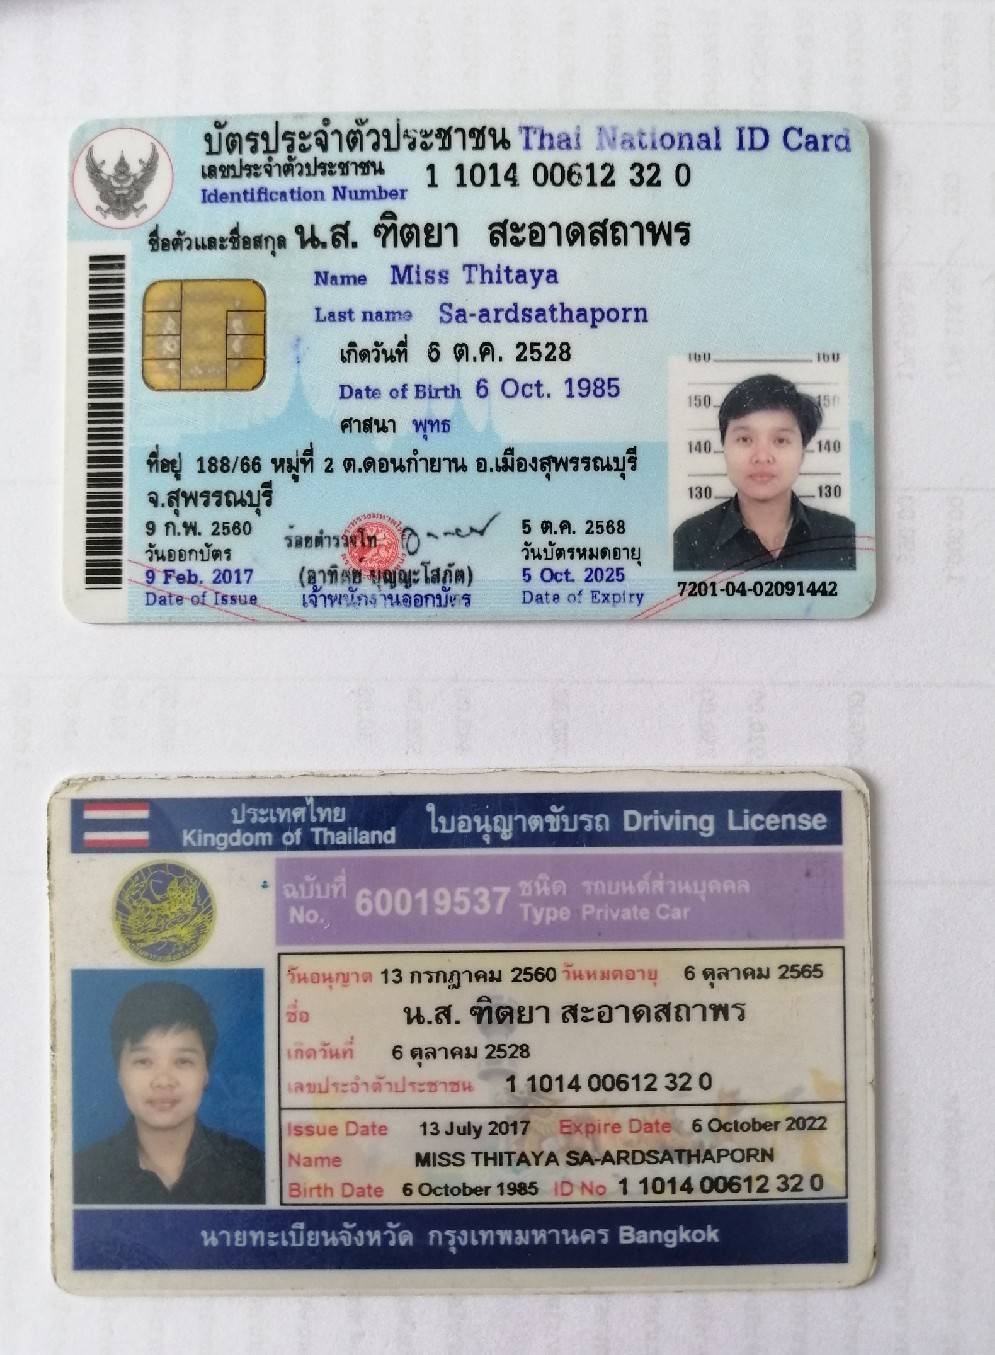 บัตรประจำตัวประชาชน Thai National ID Card
เลขประจำตัวประชาชน 1 1014 00612 32 0
Identification Number
ชื่อตัวและชื่อสกุล น.ส. ฑิตยา สะอาดสถาพร
Name Miss Thitaya
Last name Sa-ardsathaporn
เกิดวันที่ 6 ต.ค. 2528
Date of Birth 6 Oct. 1985
ศาสนา พุทธ
160 160
150 150
140 140
130 130
ที่อยู่ 188/66 หมู่ที่ 2 ต.ดอนกำยาน อ.เมืองสุพรรณบุรี
จ.สุพรรณบุรี
9 ก.พ. 2560
วันออกบัตร
9 Feb. 2017
Date of Issue
ร้อยตำรวจโท
(อาทิตย์ บุญญะโสภัต)
เจ้าพนักงานออกบัตร
5 ต.ค. 2568
วันบัตรหมดอายุ
5 Oct. 2025
Date of Expiry
7201-04-02091442
ประเทศไทย ใบอนุญาตขับรถ Driving License
Kingdom of Thailand
ฉบับที่ 60019537 ชนิด รถยนต์ส่วนบุคคล
No. Type Private Car
วันอนุญาต 13 กรกฎาคม 2560 วันหมดอายุ 6 ตุลาคม 2565
ชื่อ น.ส. ฑิตยา สะอาดสถาพร
เกิดวันที่ 6 ตุลาคม 2528
เลขประจำตัวประชาชน 1 1014 00612 32 0
Issue Date 13 July 2017 Expire Date 6 October 2022
Name MISS THITAYA SA-ARDSATHAPORN
Birth Date 6 October 1985 ID No 1 1014 00612 32 0
นายทะเบียนจังหวัด กรุงเทพมหานคร Bangkok